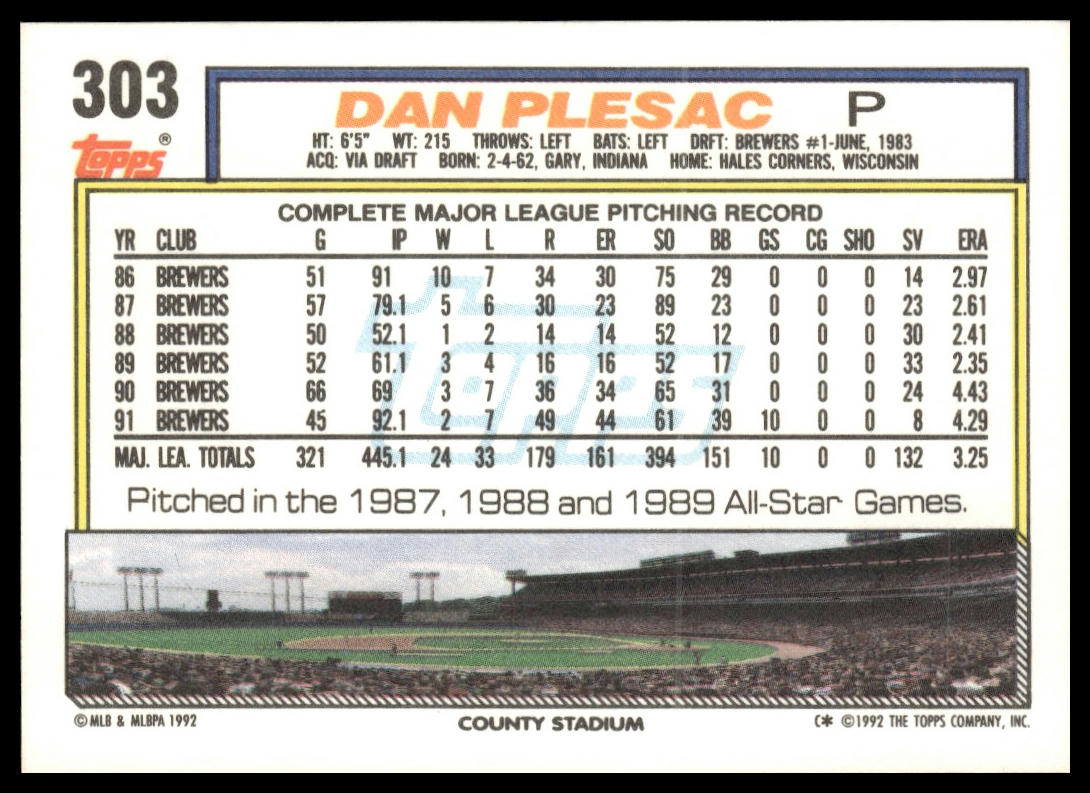 303
DAN PLESAC P
Topps®
HT: 6'5" WT: 215 THROWS: LEFT BATS: LEFT DRFT: BREWERS #1-JUNE, 1983
ACQ: VIA DRAFT BORN: 2-4-62, GARY, INDIANA HOME: HALES CORNERS, WISCONSIN
COMPLETE MAJOR LEAGUE PITCHING RECORD
YR CLUB G IP W L R ER SO BB GS CG SHO SV ERA
86 BREWERS 51 91 10 7 34 30 75 29 0 0 0 14 2.97
87 BREWERS 57 79.1 5 6 30 23 89 23 0 0 0 23 2.61
88 BREWERS 50 52.1 1 2 14 14 52 12 0 0 0 30 2.41
89 BREWERS 52 61.1 3 4 16 16 52 17 0 0 0 33 2.35
90 BREWERS 66 69 3 7 36 34 65 31 0 0 0 24 4.43
91 BREWERS 45 92.1 2 7 49 44 61 39 10 0 0 8 4.29
MAJ. LEA. TOTALS 321 445.1 24 33 179 161 394 151 10 0 0 132 3.25
Topps
Pitched in the 1987, 1988 and 1989 All-Star Games.
©MLB & MLBPA 1992 COUNTY STADIUM C* ©1992 THE TOPPS COMPANY, INC.